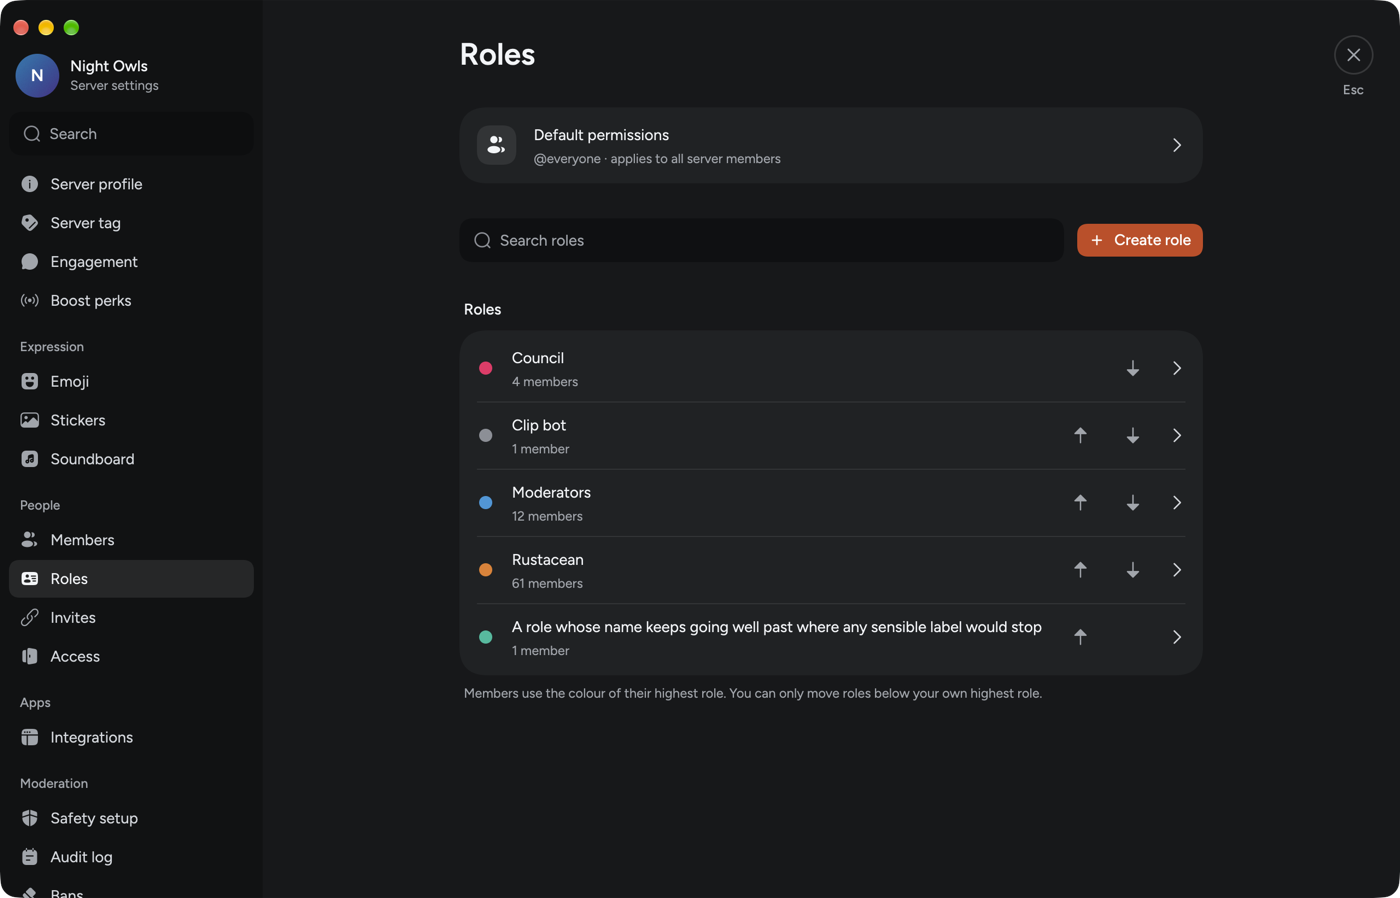 N
Night Owls
Server settings
Search
Server profile
Server tag
Engagement
Boost perks
Expression
Emoji
Stickers
Soundboard
People
Members
Roles
Invites
Access
Apps
Integrations
Moderation
Safety setup
Audit log
Bans
Roles
Esc
Default permissions
@everyone · applies to all server members
Search roles
+ Create role
Roles
Council
4 members
Clip bot
1 member
Moderators
12 members
Rustacean
61 members
A role whose name keeps going well past where any sensible label would stop
1 member
Members use the colour of their highest role. You can only move roles below your own highest role.